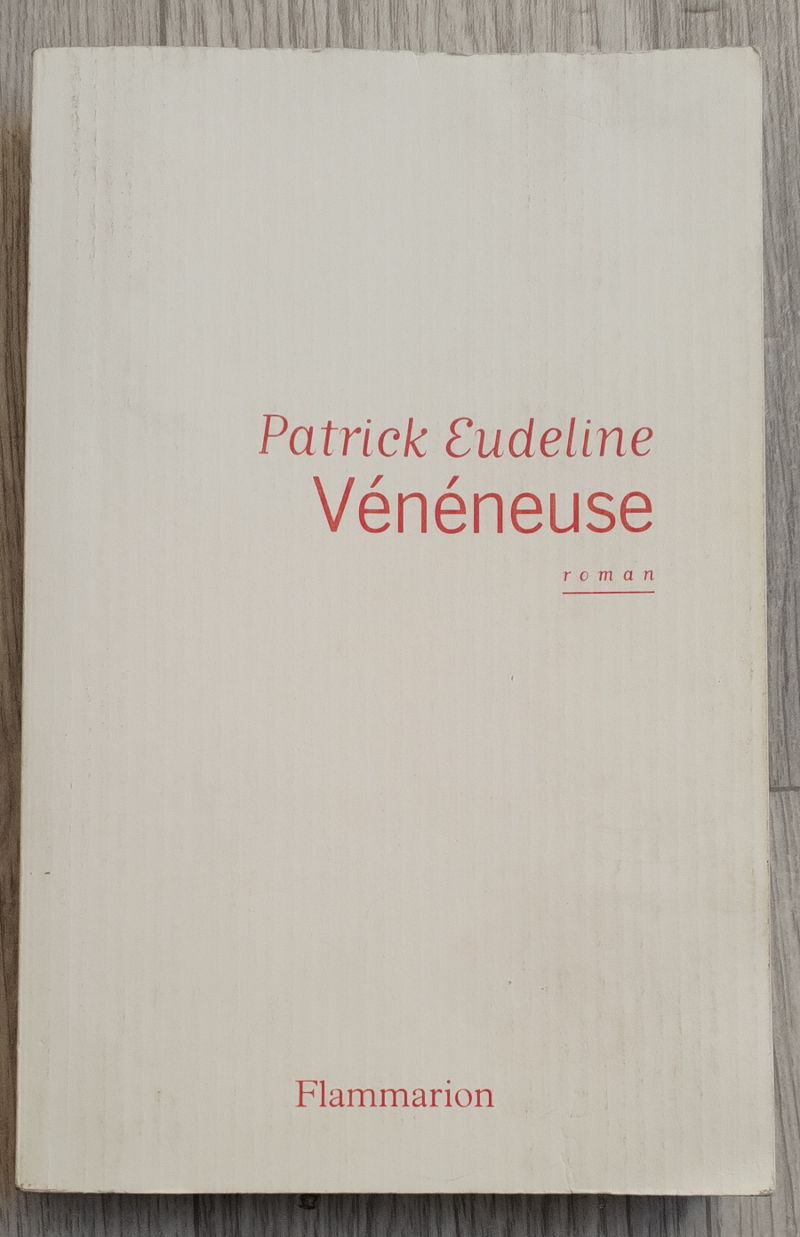 Patrick Eudeline
Vénéneuse
roman
Flammarion